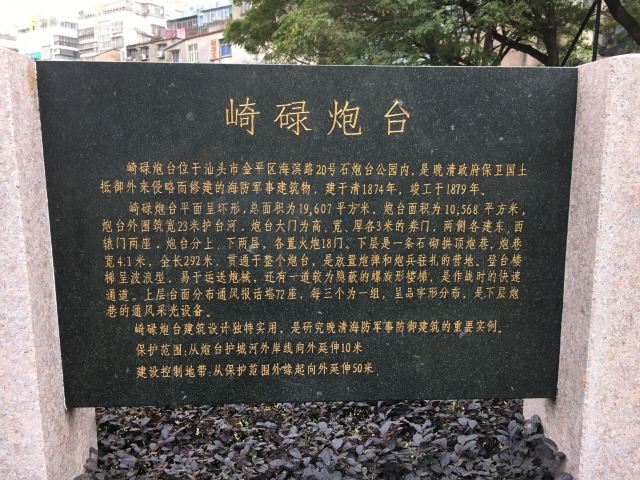 崎碌炮台
崎碌炮台位于汕头市金平区海滨路20号石炮台公园内，是晚清政府保卫国土
抵御外来侵略而修建的海防军事建筑物，建于清1874年，竣工于1879年。
崎碌炮台平面呈环形，总面积为19,607平方米，炮台面积为10,568平方米，
炮台外围筑宽23米护台河。炮台大门为高、宽、厚各3米的券门，两侧各建东、西
辕门两座。炮台分上、下两层，各置火炮18门。下层是一条石砌拱顶炮巷，炮巷
宽4.1米、全长292米，贯通于整个炮台，是放置炮弹和炮兵驻札的营地。登台楼
梯呈波浪型，易于运送炮械，还有一道较为隐蔽的螺旋形楼梯，是作战时的快速
通道。上层台面分布通风报话塔72座，每三个为一组，呈品字形分布，是下层炮
巷的通风采光设备。
崎碌炮台建筑设计独特实用，是研究晚清海防军事防御建筑的重要实例。
保护范围:从炮台护城河外岸线向外延伸10米
建设控制地带:从保护范围外缘起向外延伸50米